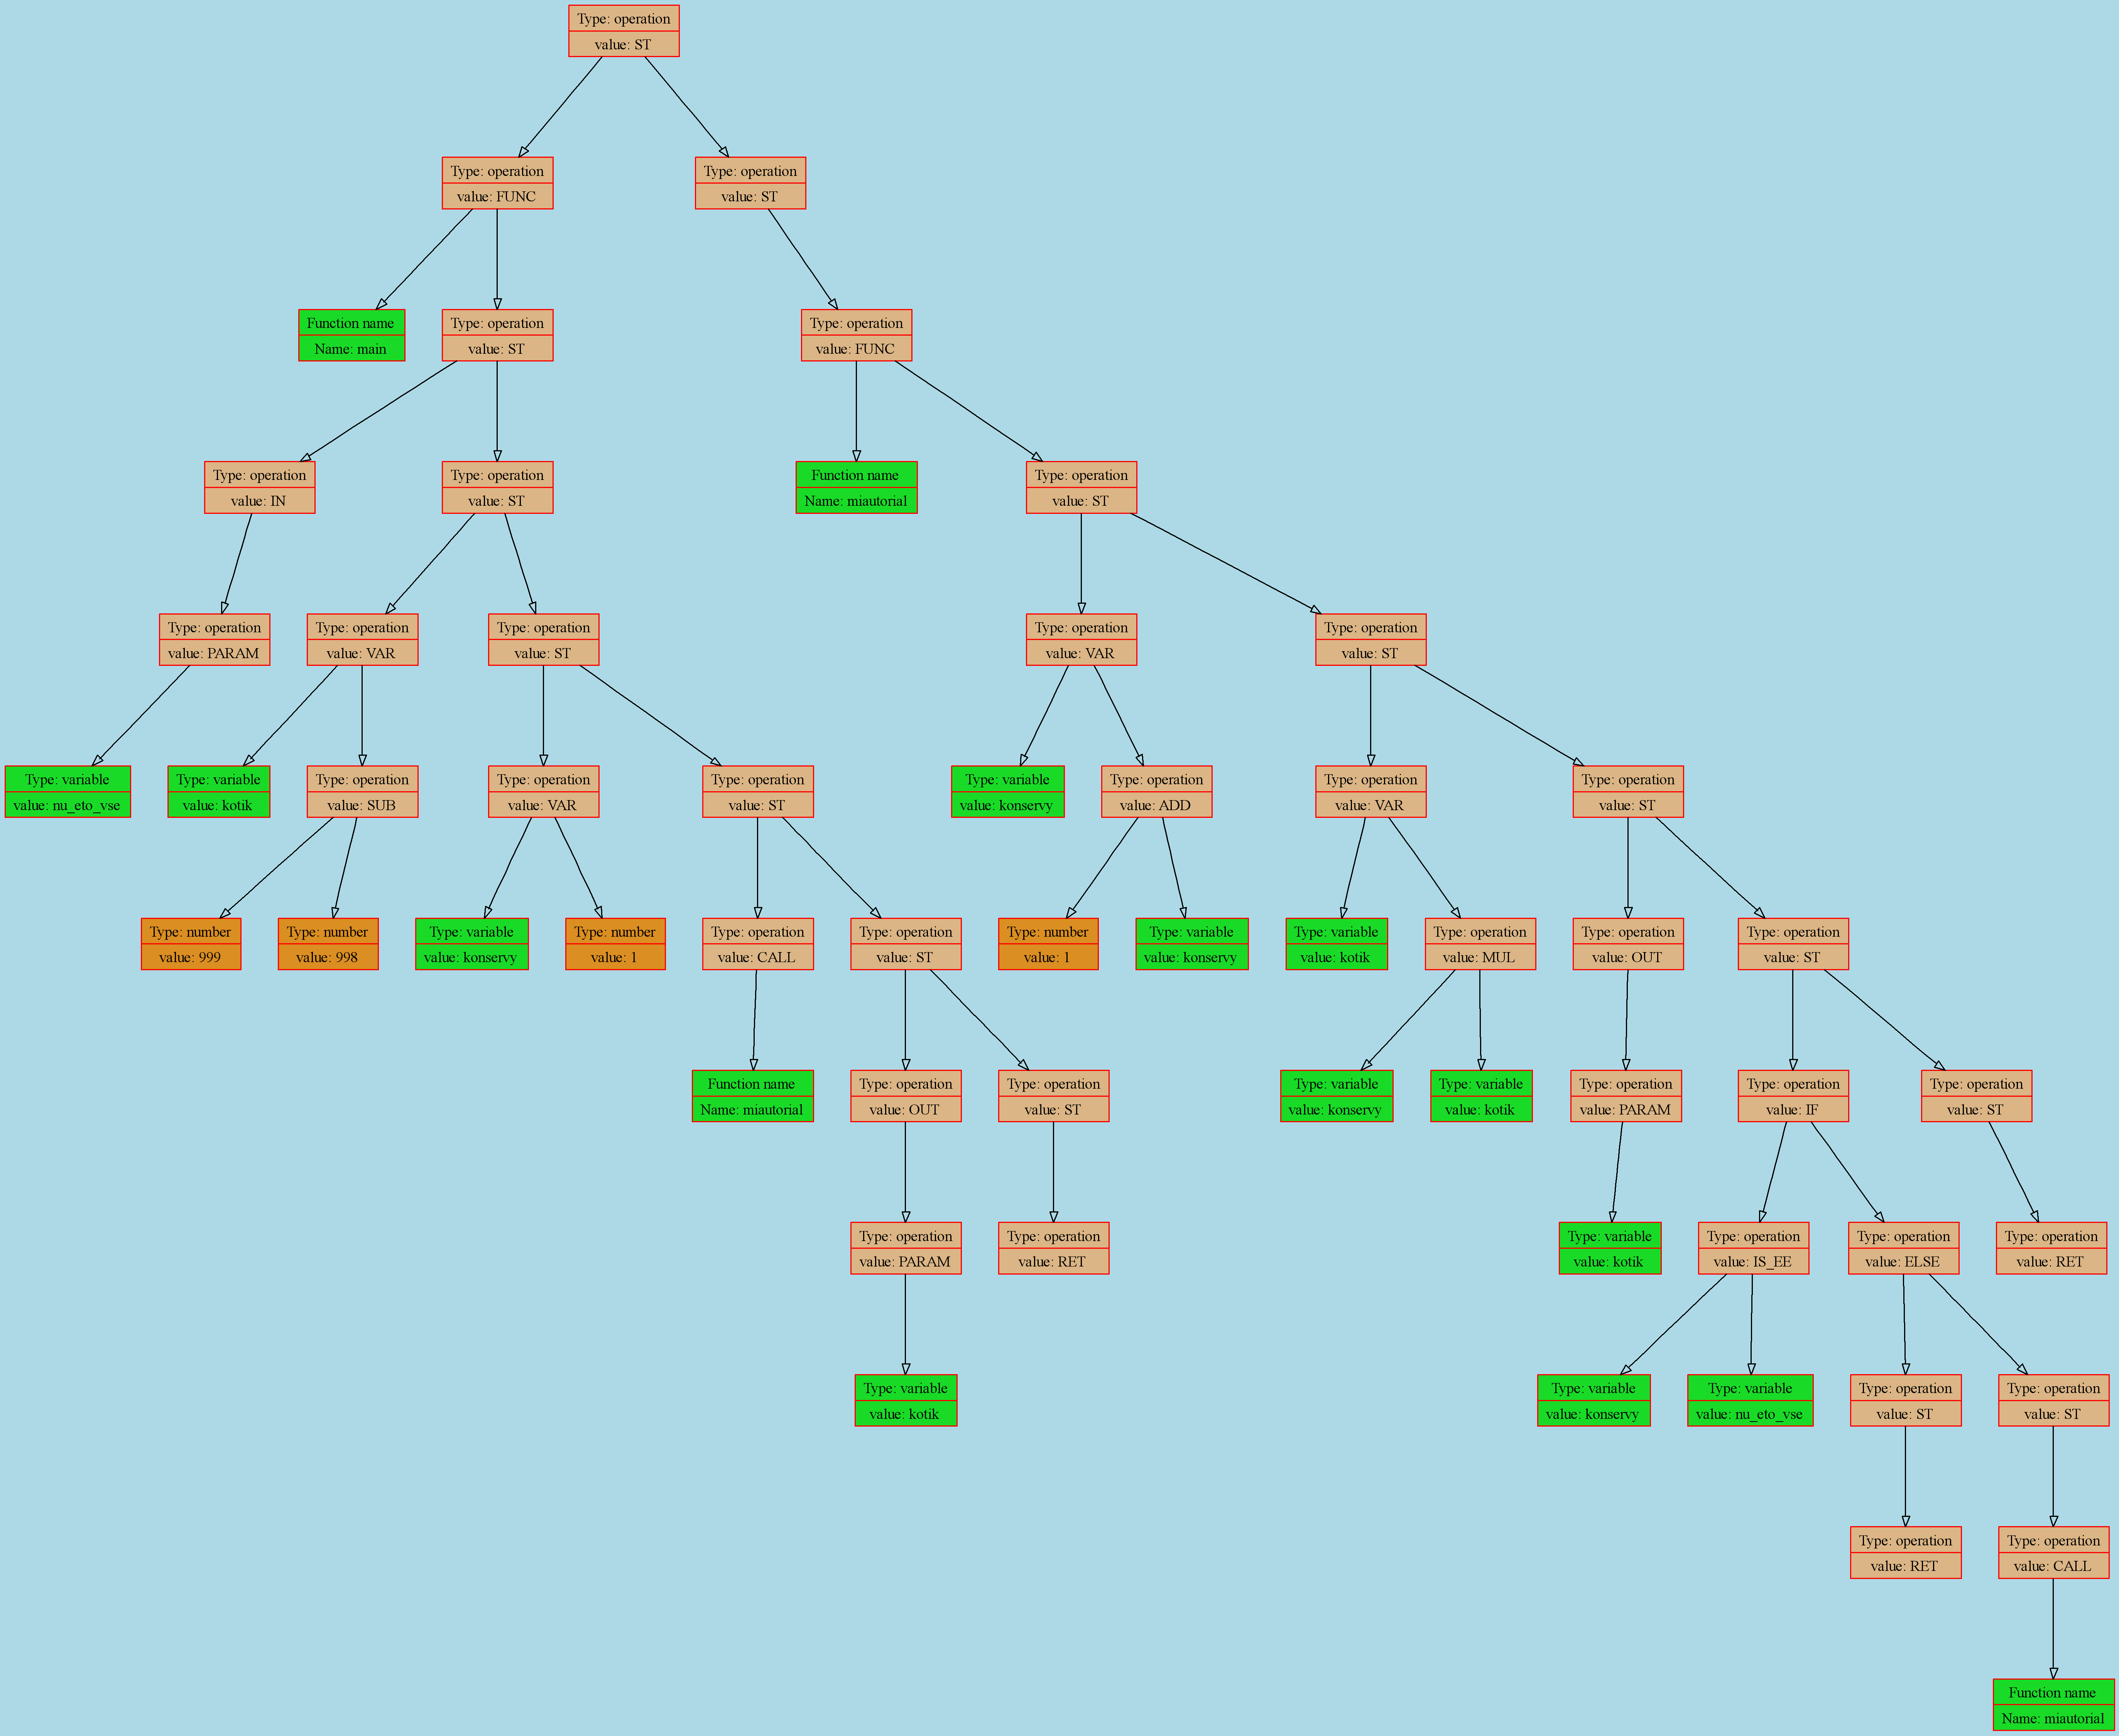 Type: operation
value: ST
Type: operation
value: FUNC
Type: operation
value: ST
Function name
Name: main
Type: operation
value: ST
Type: operation
value: FUNC
Type: operation
value: IN
Type: operation
value: ST
Function name
Name: miautorial
Type: operation
value: ST
Type: operation
value: PARAM
Type: operation
value: VAR
Type: operation
value: ST
Type: operation
value: VAR
Type: operation
value: ST
Type: variable
value: nu_eto_vse
Type: variable
value: kotik
Type: operation
value: SUB
Type: operation
value: VAR
Type: operation
value: ST
Type: variable
value: konservy
Type: operation
value: ADD
Type: operation
value: VAR
Type: operation
value: ST
Type: number
value: 999
Type: number
value: 998
Type: variable
value: konservy
Type: number
value: 1
Type: operation
value: CALL
Type: operation
value: ST
Type: number
value: 1
Type: variable
value: konservy
Type: variable
value: kotik
Type: operation
value: MUL
Type: operation
value: OUT
Type: operation
value: ST
Function name
Name: miautorial
Type: operation
value: OUT
Type: operation
value: ST
Type: variable
value: konservy
Type: variable
value: kotik
Type: operation
value: PARAM
Type: operation
value: IF
Type: operation
value: ST
Type: operation
value: PARAM
Type: operation
value: RET
Type: variable
value: kotik
Type: operation
value: IS_EE
Type: operation
value: ELSE
Type: operation
value: RET
Type: variable
value: kotik
Type: variable
value: konservy
Type: variable
value: nu_eto_vse
Type: operation
value: ST
Type: operation
value: ST
Type: operation
value: RET
Type: operation
value: CALL
Function name
Name: miautorial